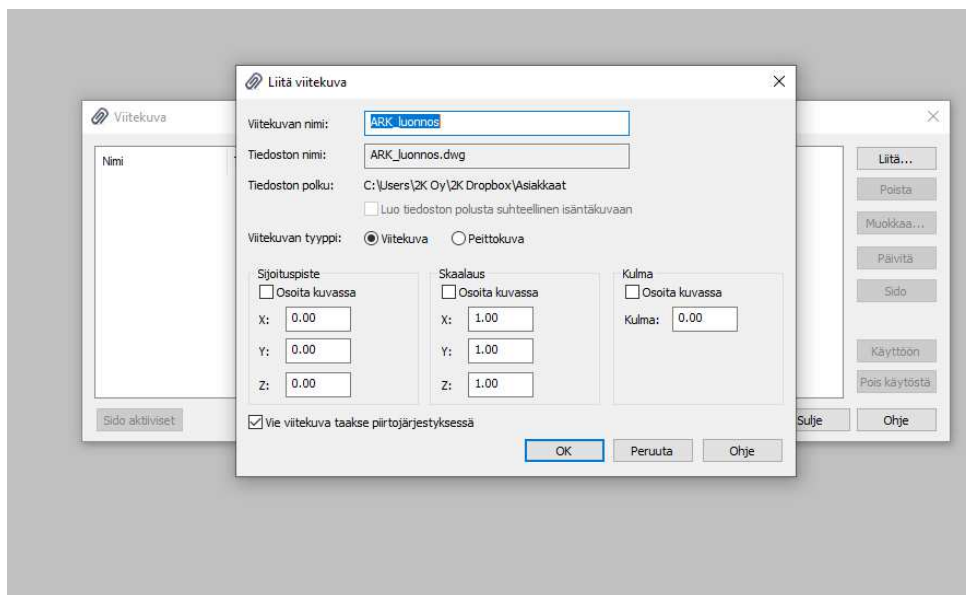 Liitä viitekuva
Viitekuva
Viitekuvan nimi: ARK_luonnos
Tiedoston nimi: ARK_luonnos.dwg
Tiedoston polku: C:\Users\2K Oy\2K Dropbox\Asiakkaat
Luo tiedoston polusta suhteellinen isäntäkuvaan
Viitekuvan tyyppi: Viitekuva Peittokuva
Sijoituspiste Skaalaus Kulma
Osoita kuvassa Osoita kuvassa Osoita kuvassa
X: 0.00 X: 1.00 Kulma: 0.00
Y: 0.00 Y: 1.00
Z: 0.00 Z: 1.00
Vie viitekuva taakse piirtojärjestyksessä
OK Peruuta Ohje
Nimi
Liitä...
Poista
Muokkaa...
Päivitä
Sido
Käyttöön
Pois käytöstä
Sido aktiiviset Sulje Ohje